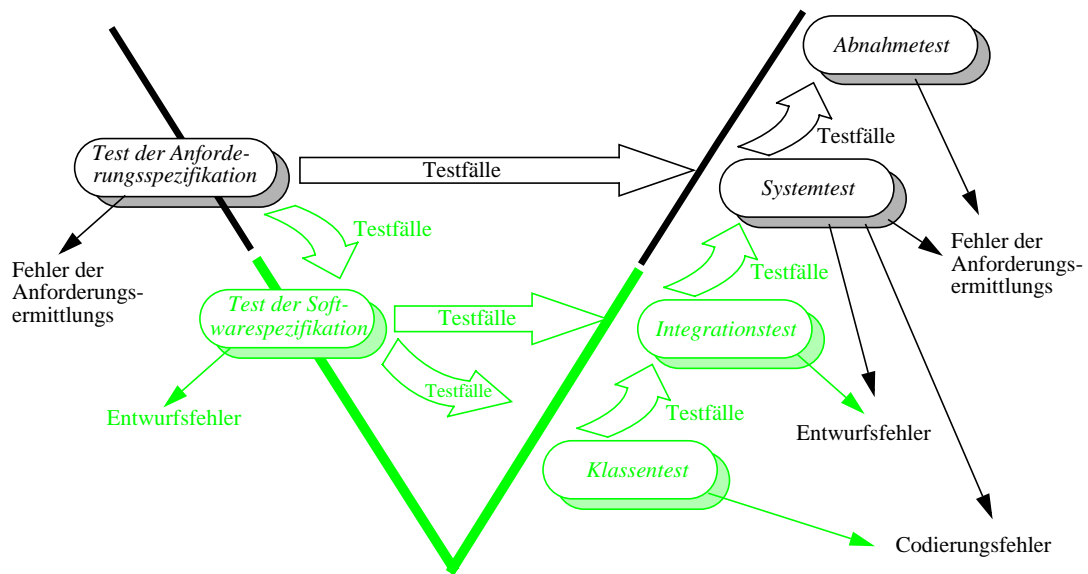 Abnahmetest
Testfälle
Test der Anforde-
rungsspezifikation
Testfälle
Systemtest
Testfälle
Fehler der
Anforderungs-
ermittlungs
Testfälle
Fehler der
Anforderungs-
ermittlungs
Test der Soft-
warespezifikation
Testfälle
Integrationstest
Testfälle
Testfälle
Entwurfsfehler
Entwurfsfehler
Klassentest
Codierungsfehler